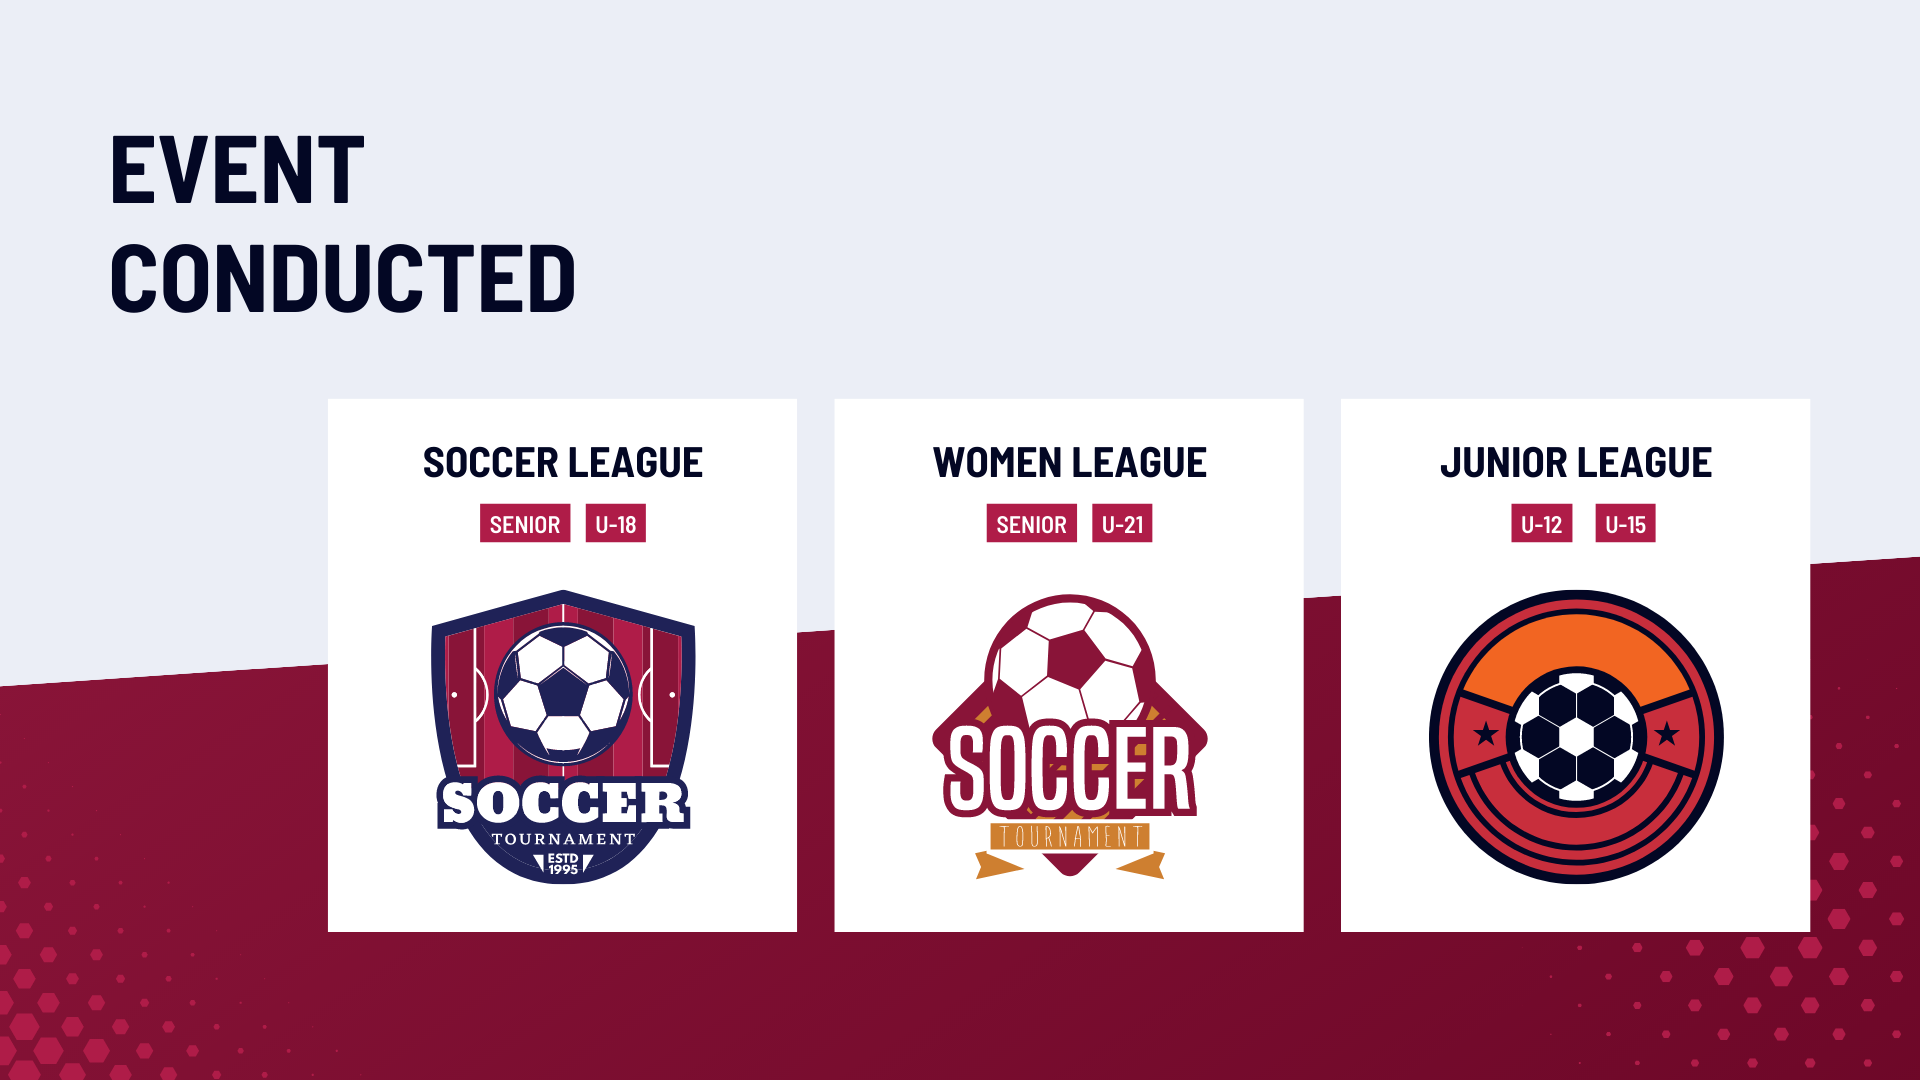 EVENT
CONDUCTED
SOCCER LEAGUE
SENIOR U-18
SOCCER
TOURNAMENT
ESTD
1995
WOMEN LEAGUE
SENIOR U-21
SOCCER
TOURNAMENT
JUNIOR LEAGUE
U-12 U-15